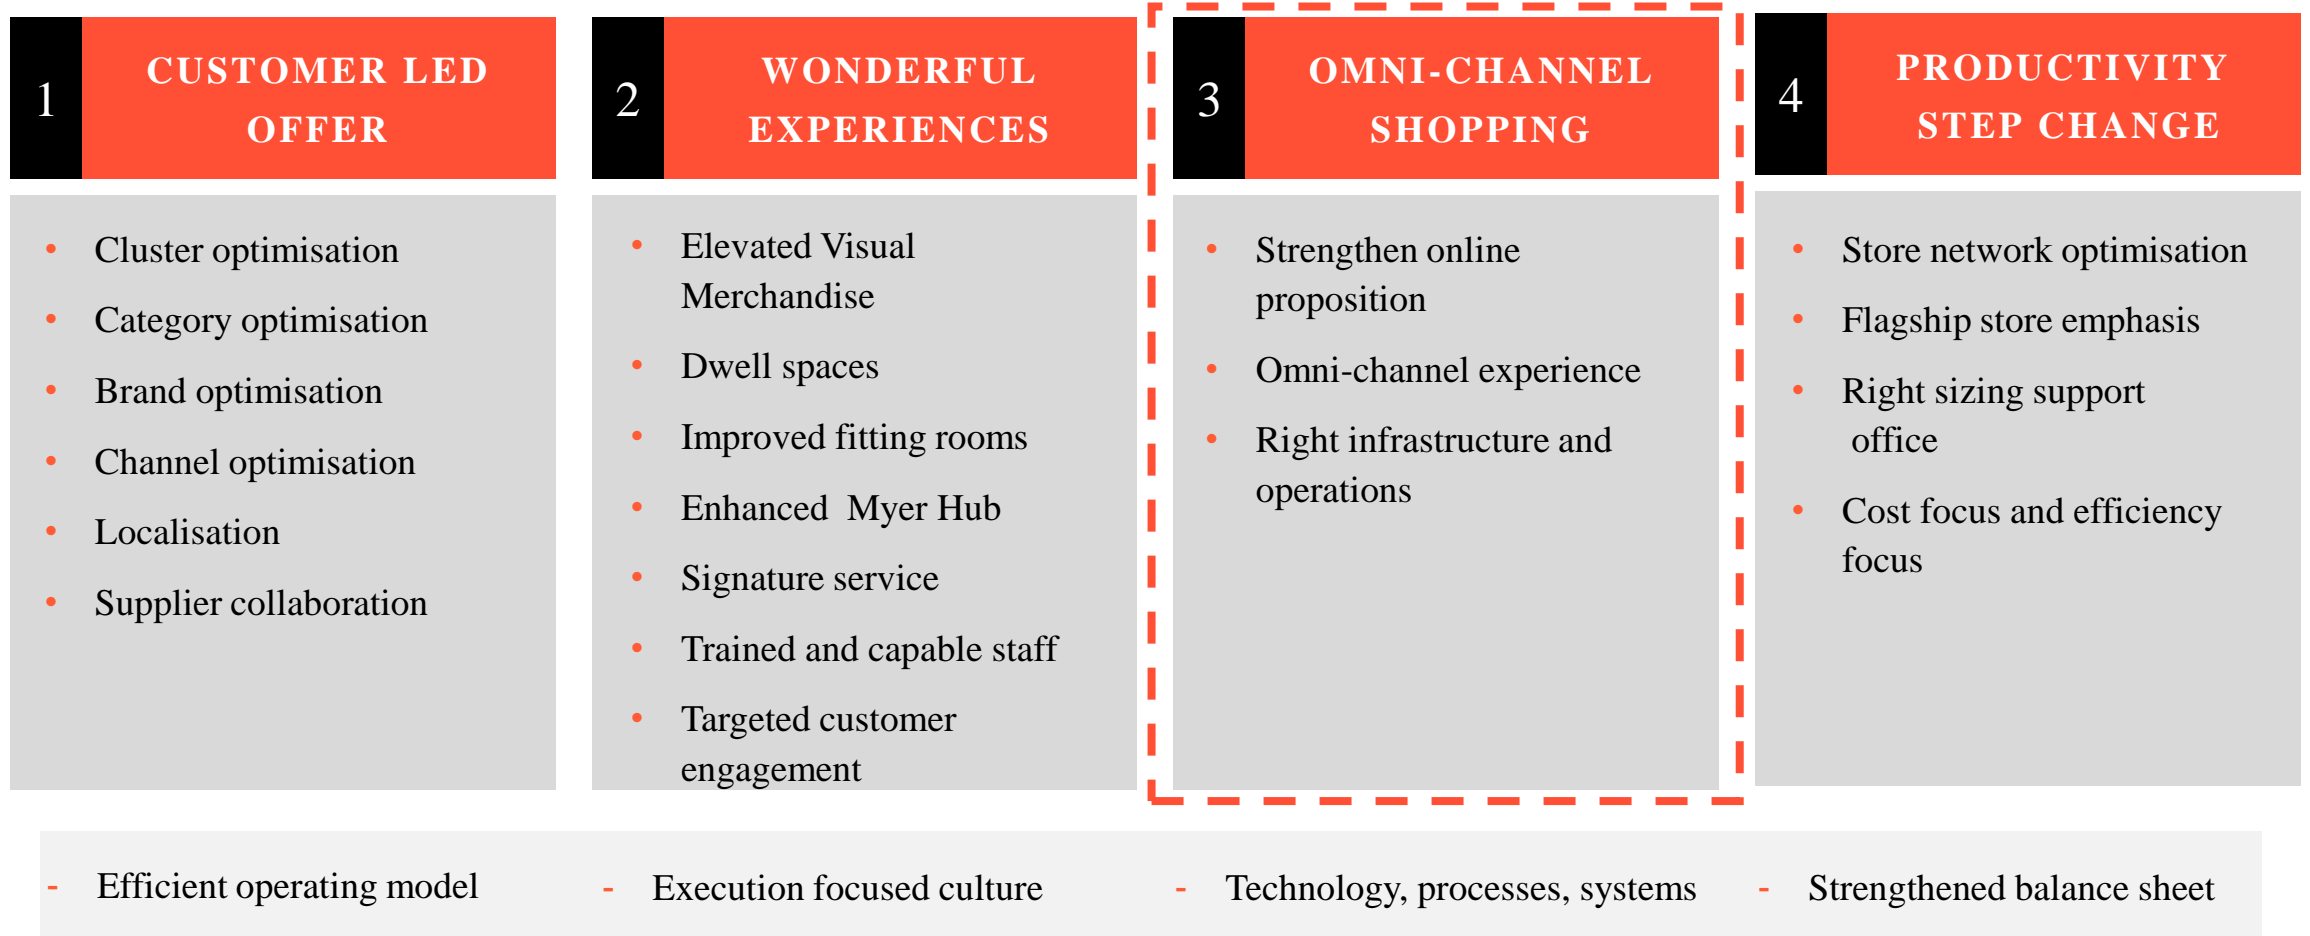 1
CUSTOMER LED
OFFER
• Cluster optimisation
• Category optimisation
• Brand optimisation
• Channel optimisation
• Localisation
• Supplier collaboration
2
WONDERFUL
EXPERIENCES
• Elevated Visual
Merchandise
• Dwell spaces
• Improved fitting rooms
• Enhanced  Myer Hub
• Signature service
• Trained and capable staff
• Targeted customer
engagement
3
OMNI-CHANNEL
SHOPPING
• Strengthen online
proposition
• Omni-channel experience
• Right infrastructure and
operations
4
PRODUCTIVITY
STEP CHANGE
• Store network optimisation
• Flagship store emphasis
• Right sizing support
office
• Cost focus and efficiency
focus
- Efficient operating model
- Execution focused culture
- Technology, processes, systems
- Strengthened balance sheet